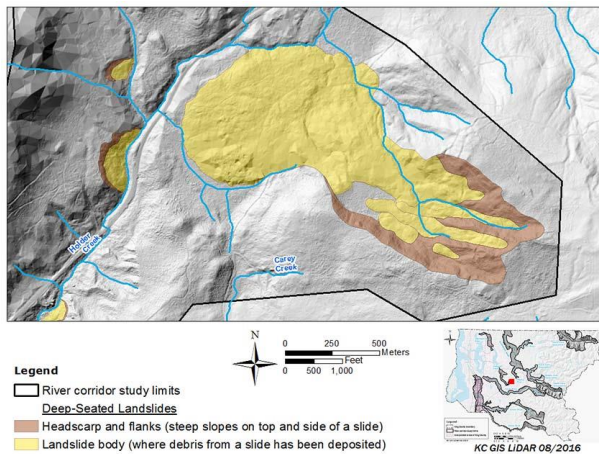 Holder
Creek
Carey
Creek
N
0 250 500
Meters
Feet
0 500 1,000
Legend
River corridor study limits
Deep-Seated Landslides
Headscarp and flanks (steep slopes on top and side of a slide)
Landslide body (where debris from a slide has been deposited)
KC GIS LiDAR 08/2016